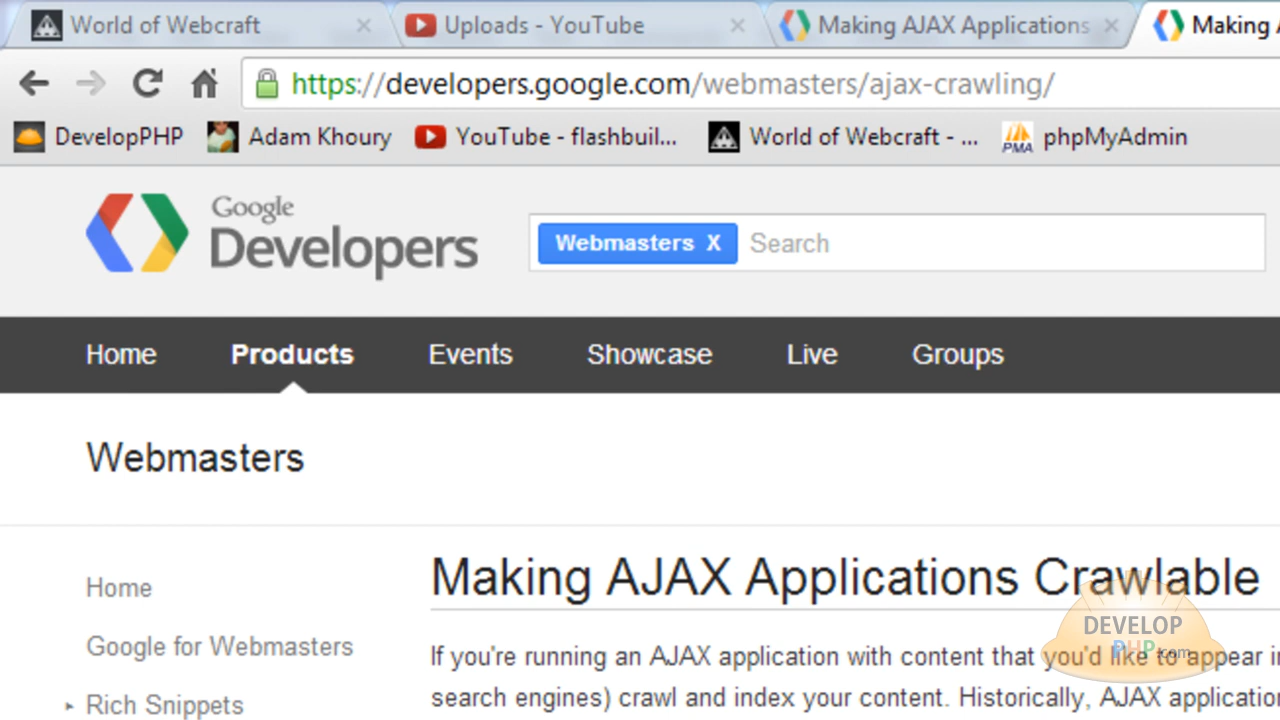 World of Webcraft
Uploads - YouTube
Making AJAX Applications
Making A
https://developers.google.com/webmasters/ajax-crawling/
DevelopPHP
Adam Khoury
YouTube - flashbuil...
World of Webcraft - ...
PMA
phpMyAdmin
Google
Developers
Webmasters X
Search
Home Products Events Showcase Live Groups
Webmasters
Home
Google for Webmasters
Rich Snippets
Making AJAX Applications Crawlable
If you're running an AJAX application with content that you'd like to appear i
search engines) crawl and index your content. Historically, AJAX applicatio
DEVELOP
PHP.com